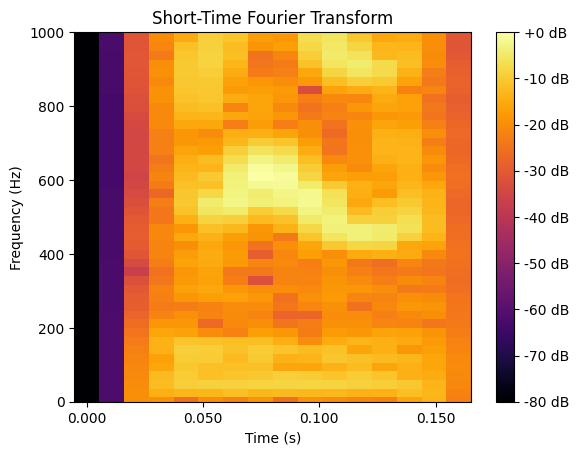 Short-Time Fourier Transform
1000
800
600
400
200
0
Frequency (Hz)
0.000
0.050
0.100
0.150
Time (s)
+0 dB
-10 dB
-20 dB
-30 dB
-40 dB
-50 dB
-60 dB
-70 dB
-80 dB